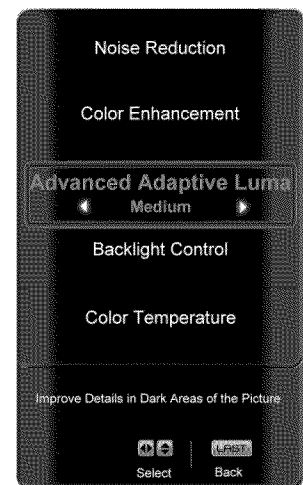 Noise Reduction
Color Enhancement
Advanced Adaptive Luma
Medium
Backlight Control
Color Temperature
Improve Details in Dark Areas of the Picture
LAST
Select Back